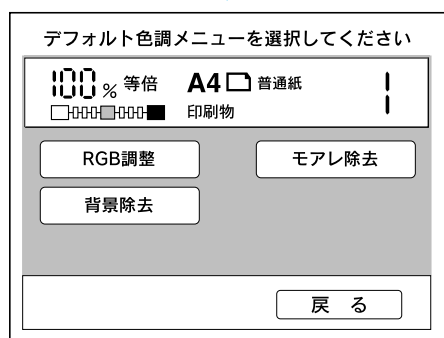 デフォルト色調メニューを選択してください
100% 等倍 A4 普通紙 1
印刷物
RGB調整 モアレ除去
背景除去
戻る